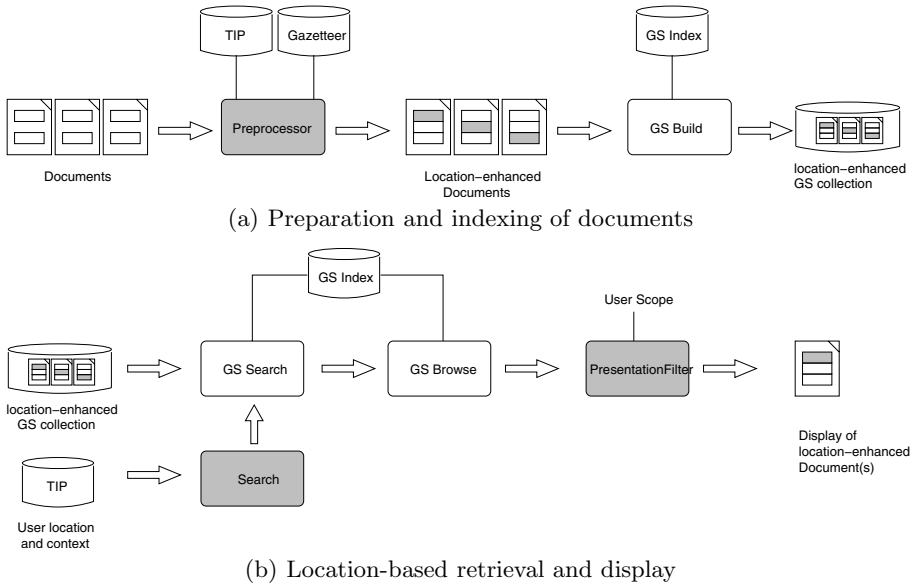 TIP
Gazetteer
GS Index
Preprocessor
GS Build
Documents
Location-enhanced
Documents
location-enhanced
GS collection
(a) Preparation and indexing of documents
GS Index
User Scope
GS Search
GS Browse
PresentationFilter
location-enhanced
GS collection
Display of
location-enhanced
Document(s)
TIP
Search
User location
and context
(b) Location-based retrieval and display